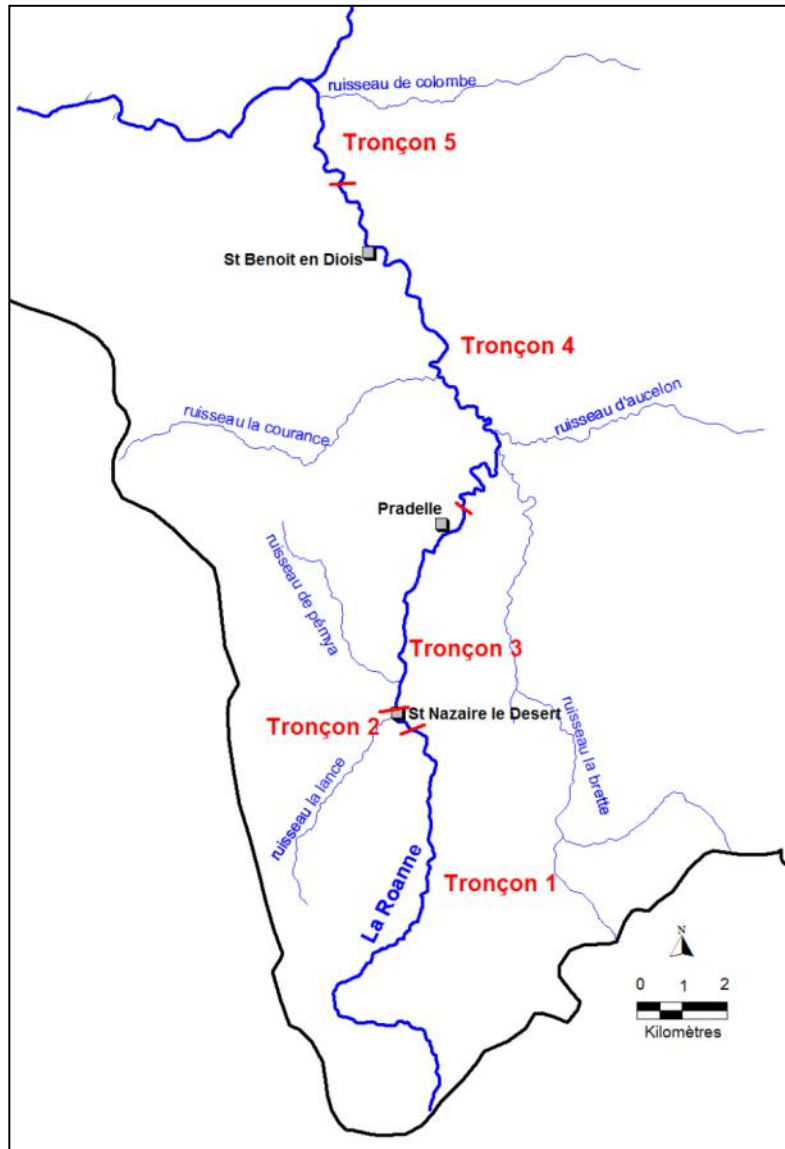 ruisseau de colombe
Tronçon 5
St Benoit en Diois
Tronçon 4
ruisseau la courance
ruisseau d'aucelon
Pradelle
ruisseau de pémya
Tronçon 3
St Nazaire le Desert
Tronçon 2
ruisseau la lance
ruisseau la brette
La Roanne
Tronçon 1
N
0 1 2
Kilomètres